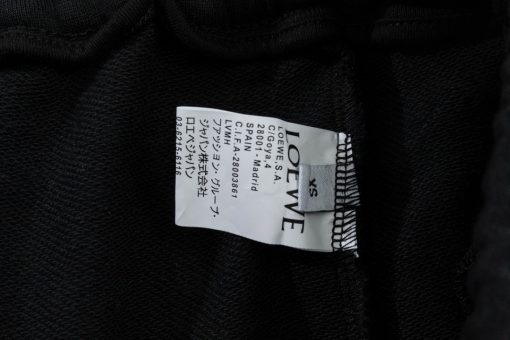 LOEWE
XS
LOEWE, S.A.
C/Goya, 4
28001 - Madrid
SPAIN
C.I.F. A-28003861
LVMH
ファッション・グループ・
ジャパン株式会社
ロエベジャパン
03-6215-6116